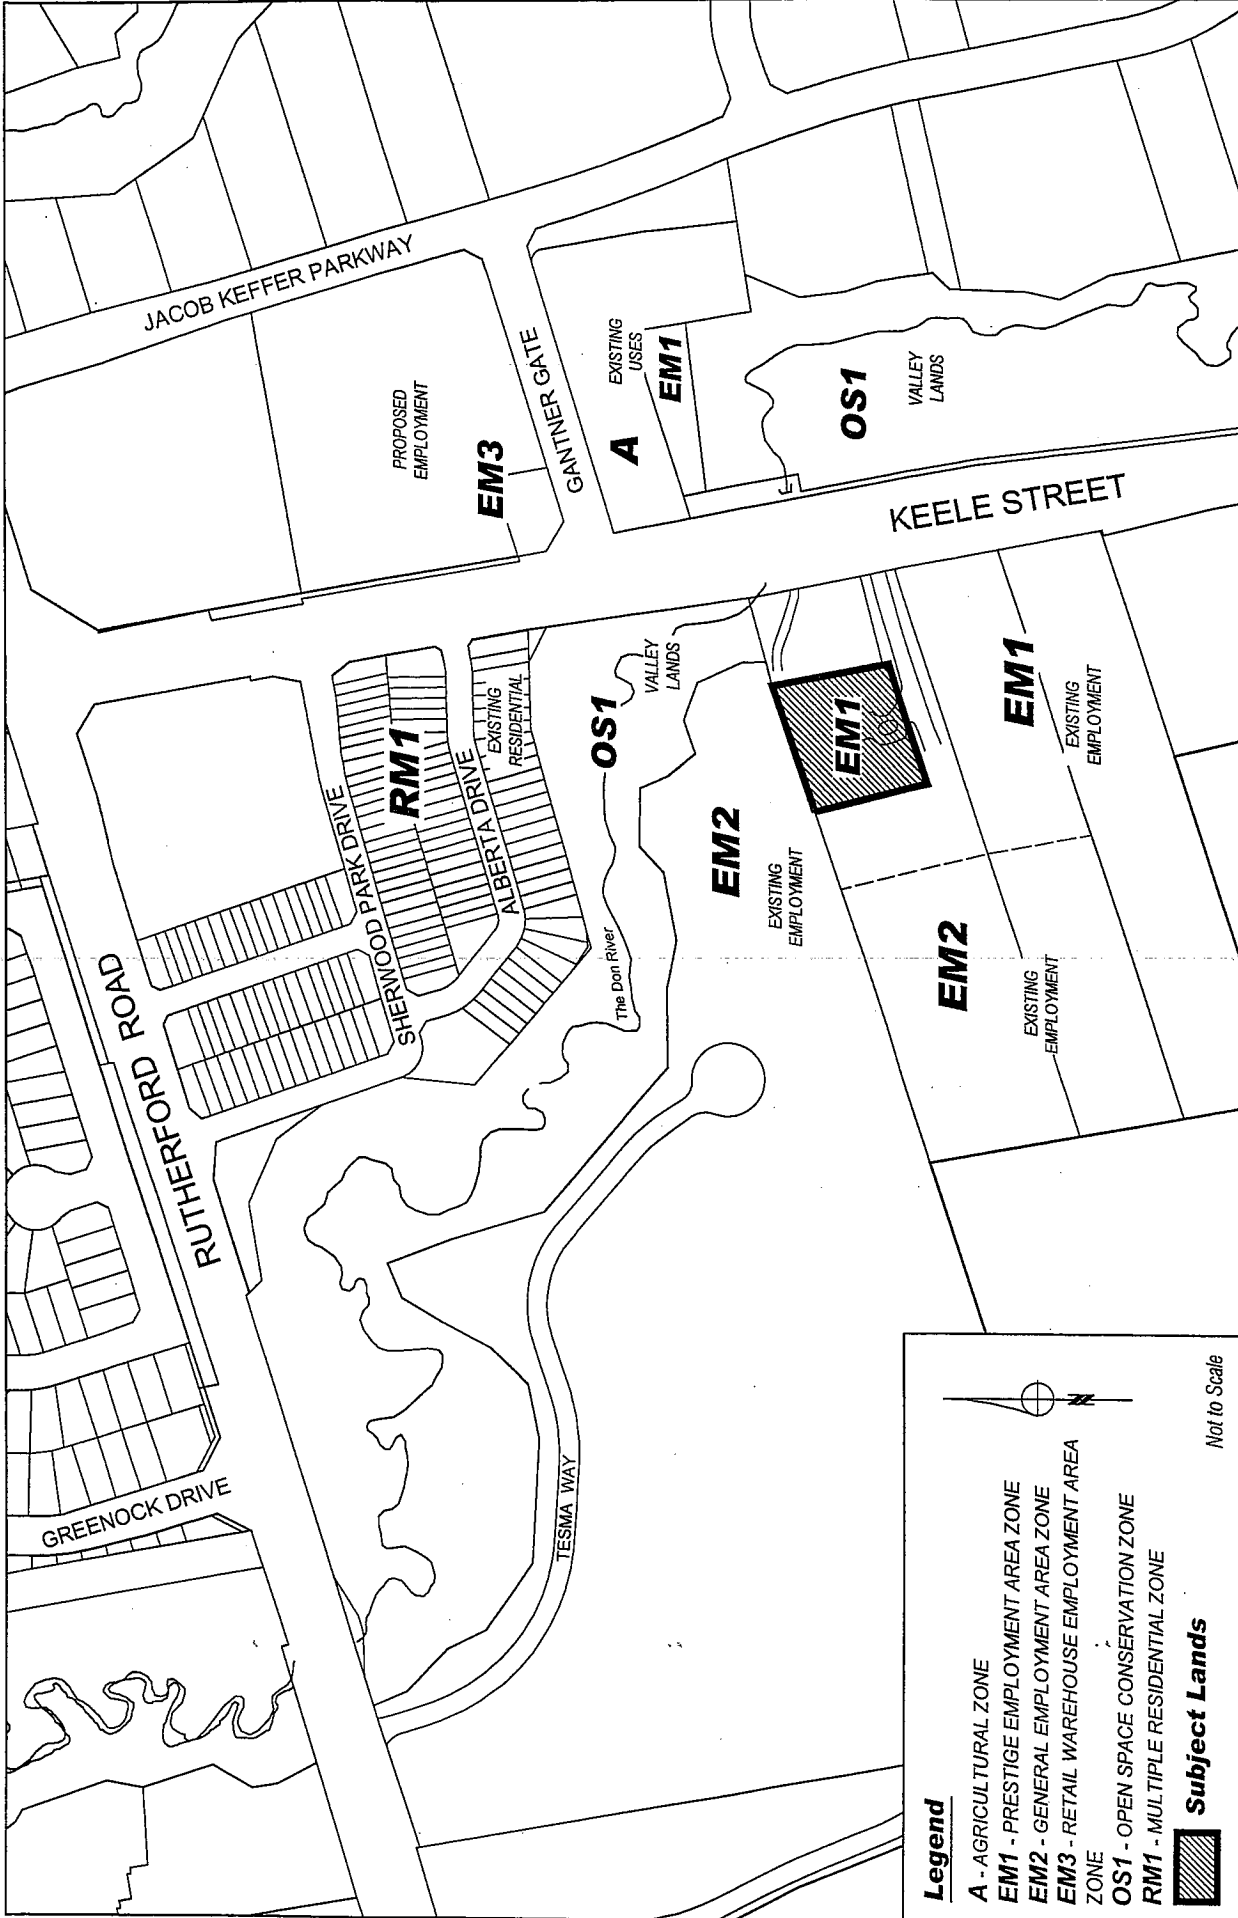 JACOB KEFFER PARKWAY
PROPOSED
EMPLOYMENT
EM3
GANTNER GATE
A
EXISTING
USES
EM1
OS1
VALLEY
LANDS
KEELE STREET
RUTHERFORD ROAD
GREENOCK DRIVE
SHERWOOD PARK DRIVE
RM1
EXISTING
RESIDENTIAL
ALBERTA DRIVE
OS1
VALLEY
LANDS
The Don River
EM2
EXISTING
EMPLOYMENT
EM1
EM1
EXISTING
EMPLOYMENT
EM2
EXISTING
EMPLOYMENT
TESMA WAY
Legend
A - AGRICULTURAL ZONE
EM1 - PRESTIGE EMPLOYMENT AREA ZONE
EM2 - GENERAL EMPLOYMENT AREA ZONE
EM3 - RETAIL WAREHOUSE EMPLOYMENT AREA
ZONE
OS1 - OPEN SPACE CONSERVATION ZONE
RM1 - MULTIPLE RESIDENTIAL ZONE
Subject Lands
N
Not to Scale